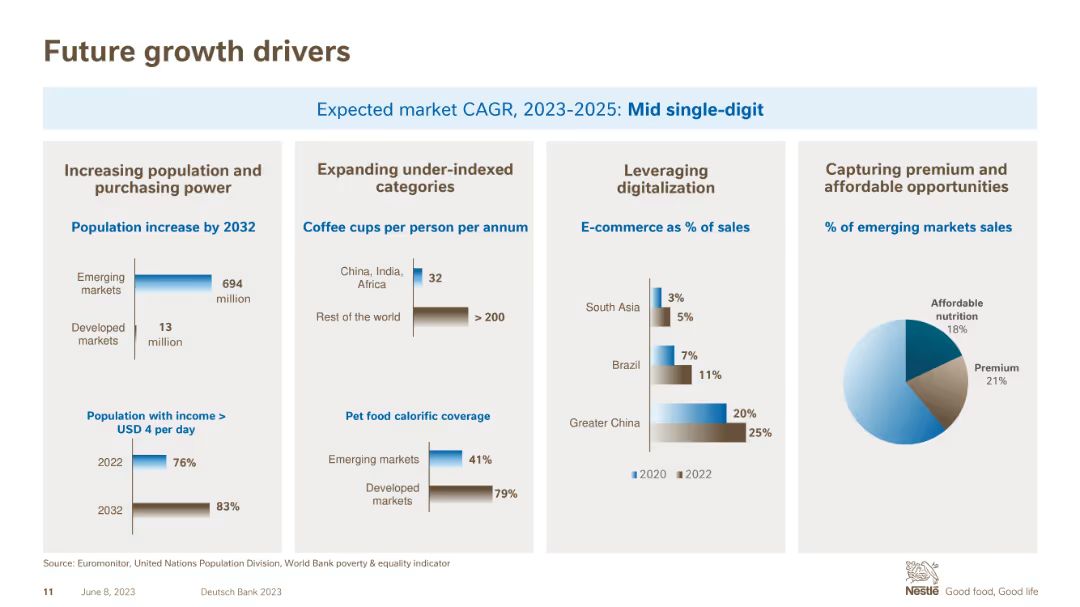 Future growth drivers
Expected market CAGR, 2023-2025: Mid single-digit
Increasing population and
purchasing power
Population increase by 2032
Emerging
markets
694
million
Developed
markets
13
million
Population with income >
USD 4 per day
2022
76%
2032
83%
Expanding under-indexed
categories
Coffee cups per person per annum
China, India,
Africa
32
Rest of the world
> 200
Pet food calorific coverage
Emerging markets
41%
Developed
markets
79%
Leveraging
digitalization
E-commerce as % of sales
South Asia
3%
5%
Brazil
7%
11%
Greater China
20%
25%
2020
2022
Capturing premium and
affordable opportunities
% of emerging markets sales
Affordable
nutrition
18%
Premium
21%
Source: Euromonitor, United Nations Population Division, World Bank poverty & equality indicator
11 June 8, 2023 Deutsch Bank 2023
Nestlé Good food, Good life